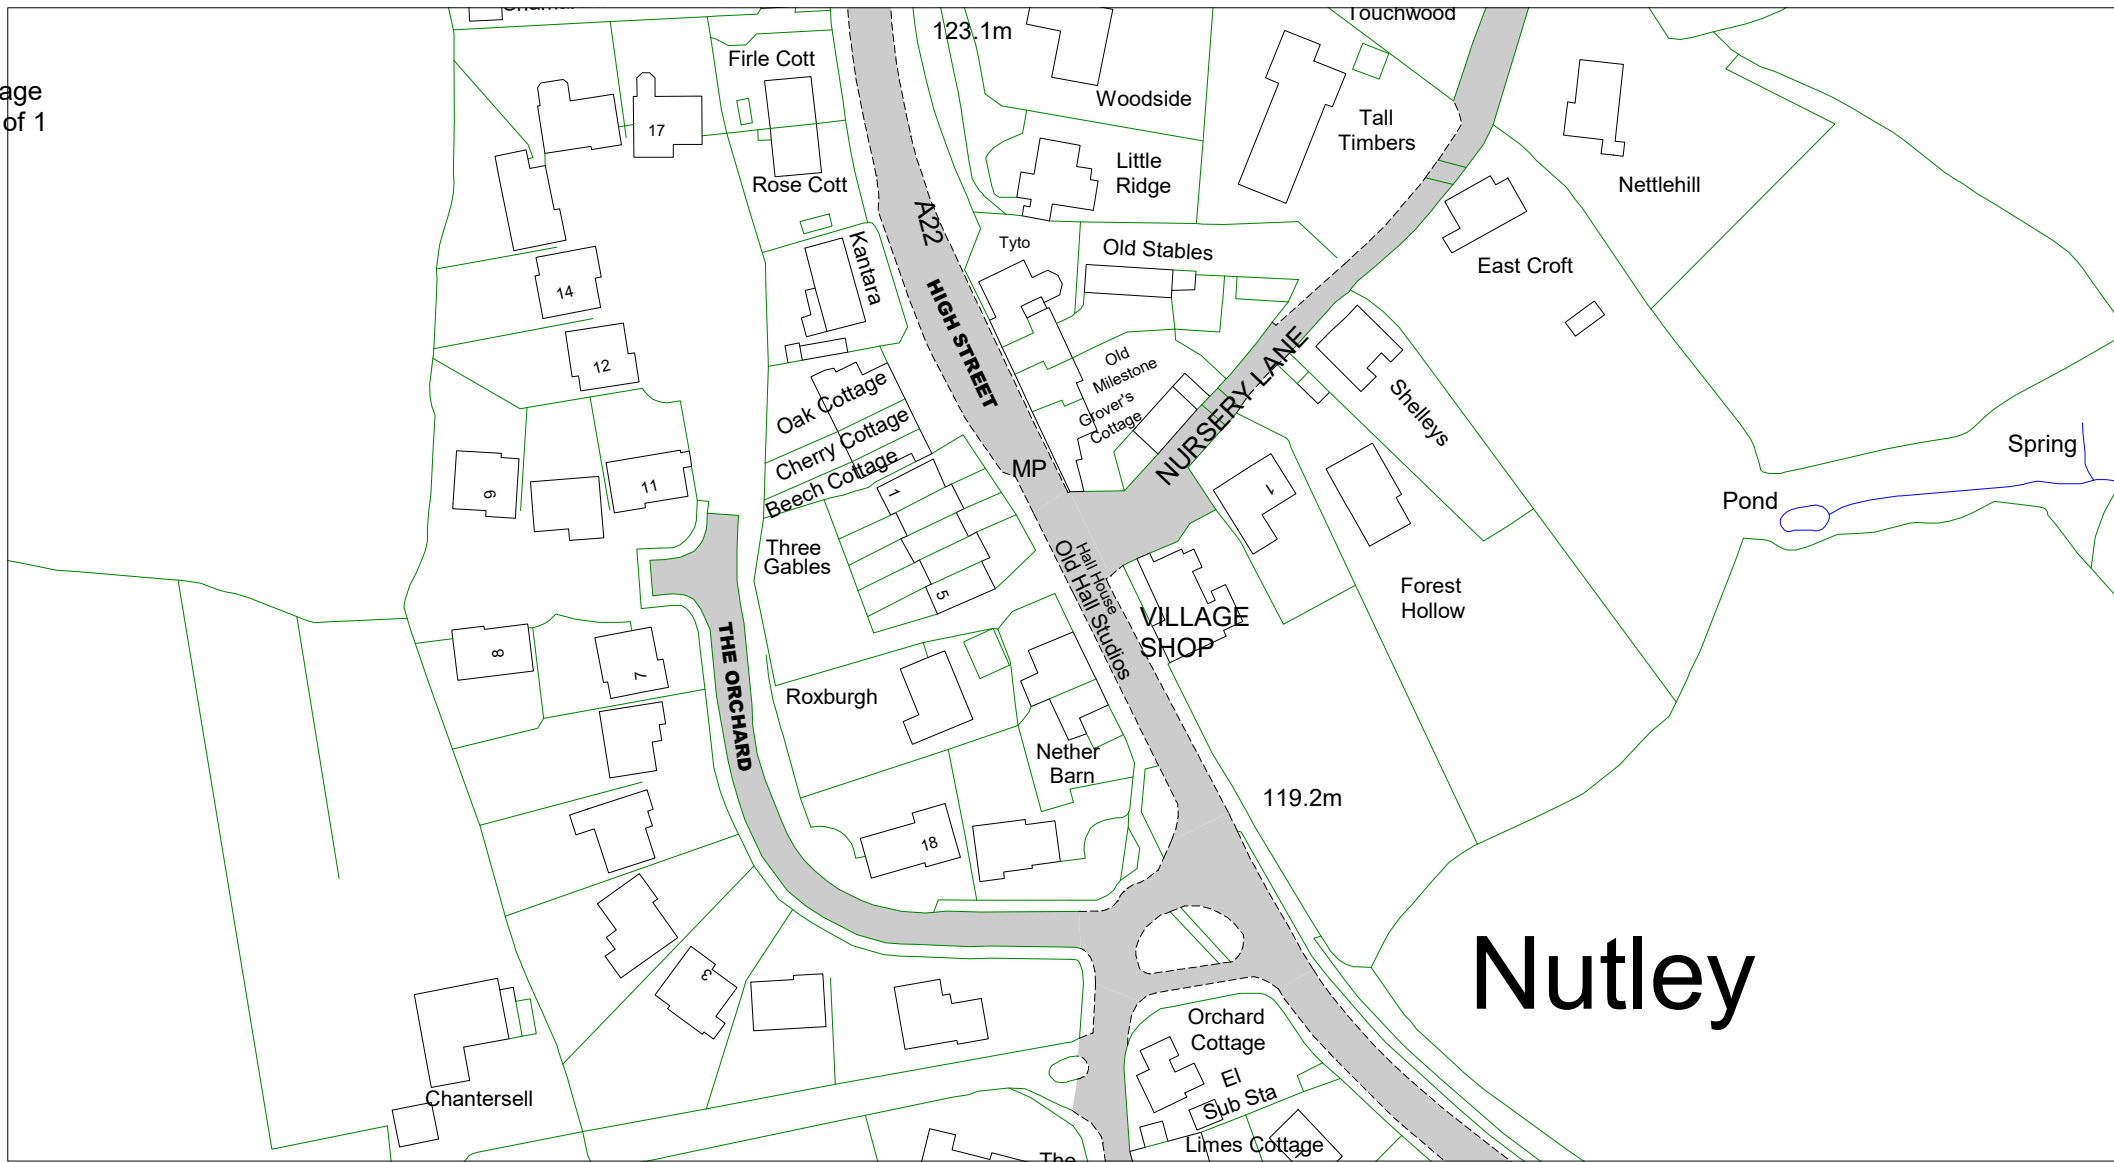 123.1m
Touchwood
Firle Cott
age
of 1
Woodside
17
Tall
Timbers
Little
Ridge
Rose Cott
Nettlehill
A22
Kantara
Tyto
Old Stables
East Croft
14
HIGH STREET
12
Old
Milestone
Grover's
Cottage
NURSERY LANE
Shelleys
Oak Cottage
Cherry Cottage
Beech Cottage
MP
Spring
9
11
1
1
Pond
Three
Gables
5
Hall House
Old Hall Studios
VILLAGE
SHOP
Forest
Hollow
8
7
THE ORCHARD
Roxburgh
Nether
Barn
119.2m
18
3
Nutley
Orchard
Cottage
El
Sub Sta
Chantersell
Limes Cottage
The